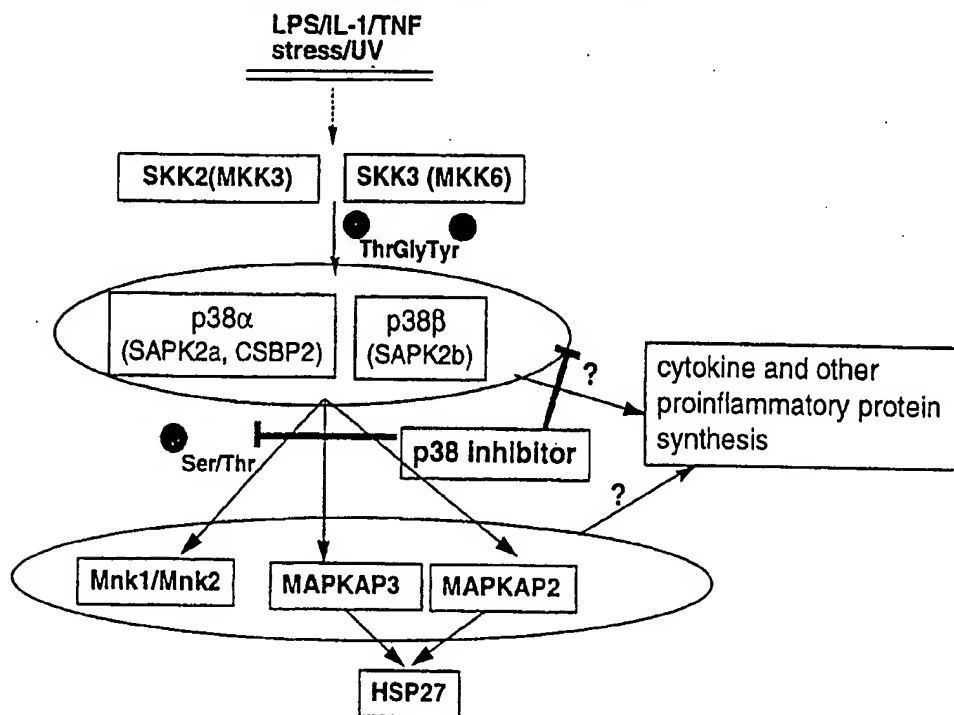 LPS/IL-1/TNF
stress/UV
SKK2(MKK3)
SKK3 (MKK6)
ThrGlyTyr
p38α
(SAPK2a, CSBP2)
p38β
(SAPK2b)
?
cytokine and other
proinflammatory protein
synthesis
Ser/Thr
p38 inhibitor
?
Mnk1/Mnk2
MAPKAP3
MAPKAP2
HSP27